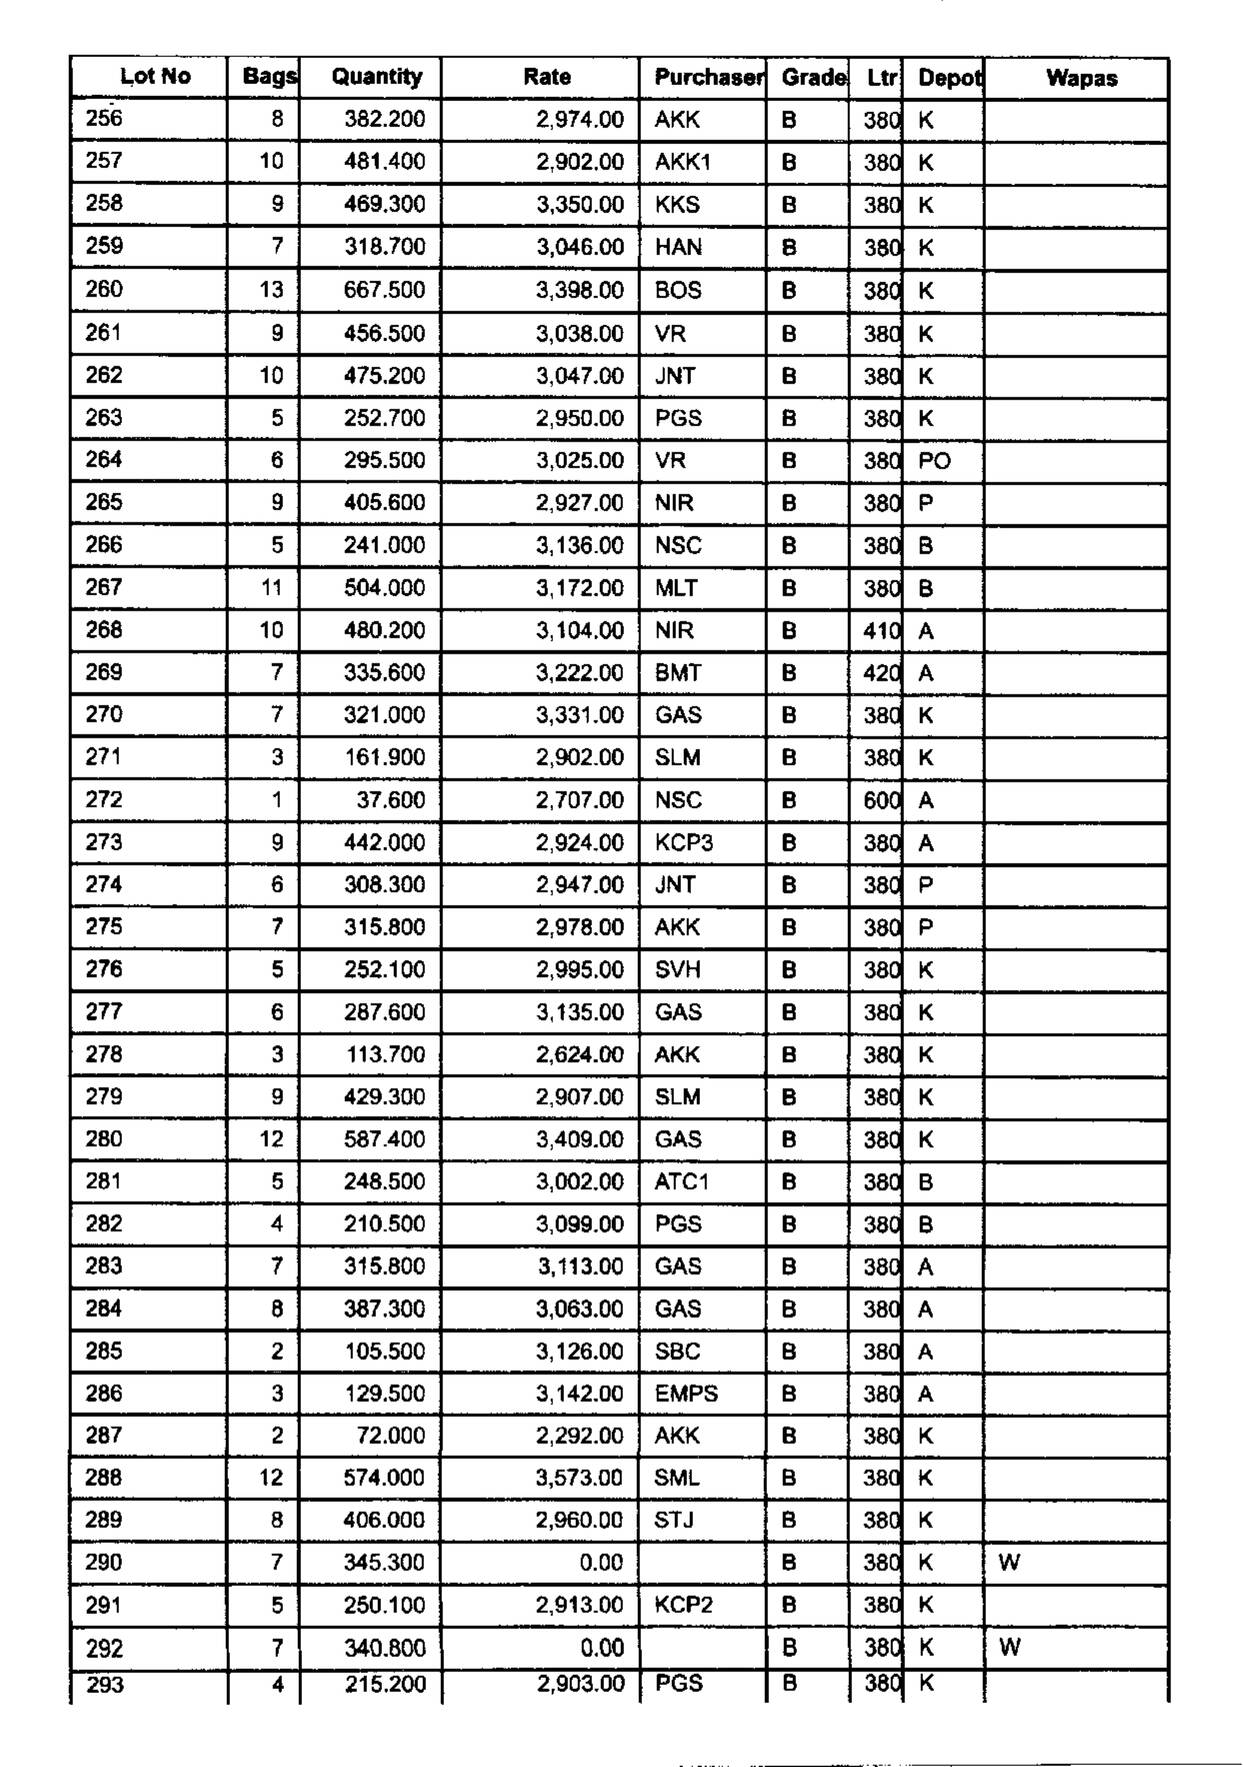 Lot No Bags Quantity Rate Purchaser Grade Ltr Depot Wapas
256 8 382.200 2,974.00 AKK B 380 K
257 10 481.400 2,902.00 AKK1 B 380 K
258 9 469.300 3,350.00 KKS B 380 K
259 7 318.700 3,046.00 HAN B 380 K
260 13 667.500 3,398.00 BOS B 380 K
261 9 456.500 3,038.00 VR B 380 K
262 10 475.200 3,047.00 JNT B 380 K
263 5 252.700 2,950.00 PGS B 380 K
264 6 295.500 3,025.00 VR B 380 PO
265 9 405.600 2,927.00 NIR B 380 P
266 5 241.000 3,136.00 NSC B 380 B
267 11 504.000 3,172.00 MLT B 380 B
268 10 480.200 3,104.00 NIR B 410 A
269 7 335.600 3,222.00 BMT B 420 A
270 7 321.000 3,331.00 GAS B 380 K
271 3 161.900 2,902.00 SLM B 380 K
272 1 37.600 2,707.00 NSC B 600 A
273 9 442.000 2,924.00 KCP3 B 380 A
274 6 308.300 2,947.00 JNT B 380 P
275 7 315.800 2,978.00 AKK B 380 P
276 5 252.100 2,995.00 SVH B 380 K
277 6 287.600 3,135.00 GAS B 380 K
278 3 113.700 2,624.00 AKK B 380 K
279 9 429.300 2,907.00 SLM B 380 K
280 12 587.400 3,409.00 GAS B 380 K
281 5 248.500 3,002.00 ATC1 B 380 B
282 4 210.500 3,099.00 PGS B 380 B
283 7 315.800 3,113.00 GAS B 380 A
284 8 387.300 3,063.00 GAS B 380 A
285 2 105.500 3,126.00 SBC B 380 A
286 3 129.500 3,142.00 EMPS B 380 A
287 2 72.000 2,292.00 AKK B 380 K
288 12 574.000 3,573.00 SML B 380 K
289 8 406.000 2,960.00 STJ B 380 K
290 7 345.300 0.00 B 380 K W
291 5 250.100 2,913.00 KCP2 B 380 K
292 7 340.800 0.00 B 380 K W
293 4 215.200 2,903.00 PGS B 380 K